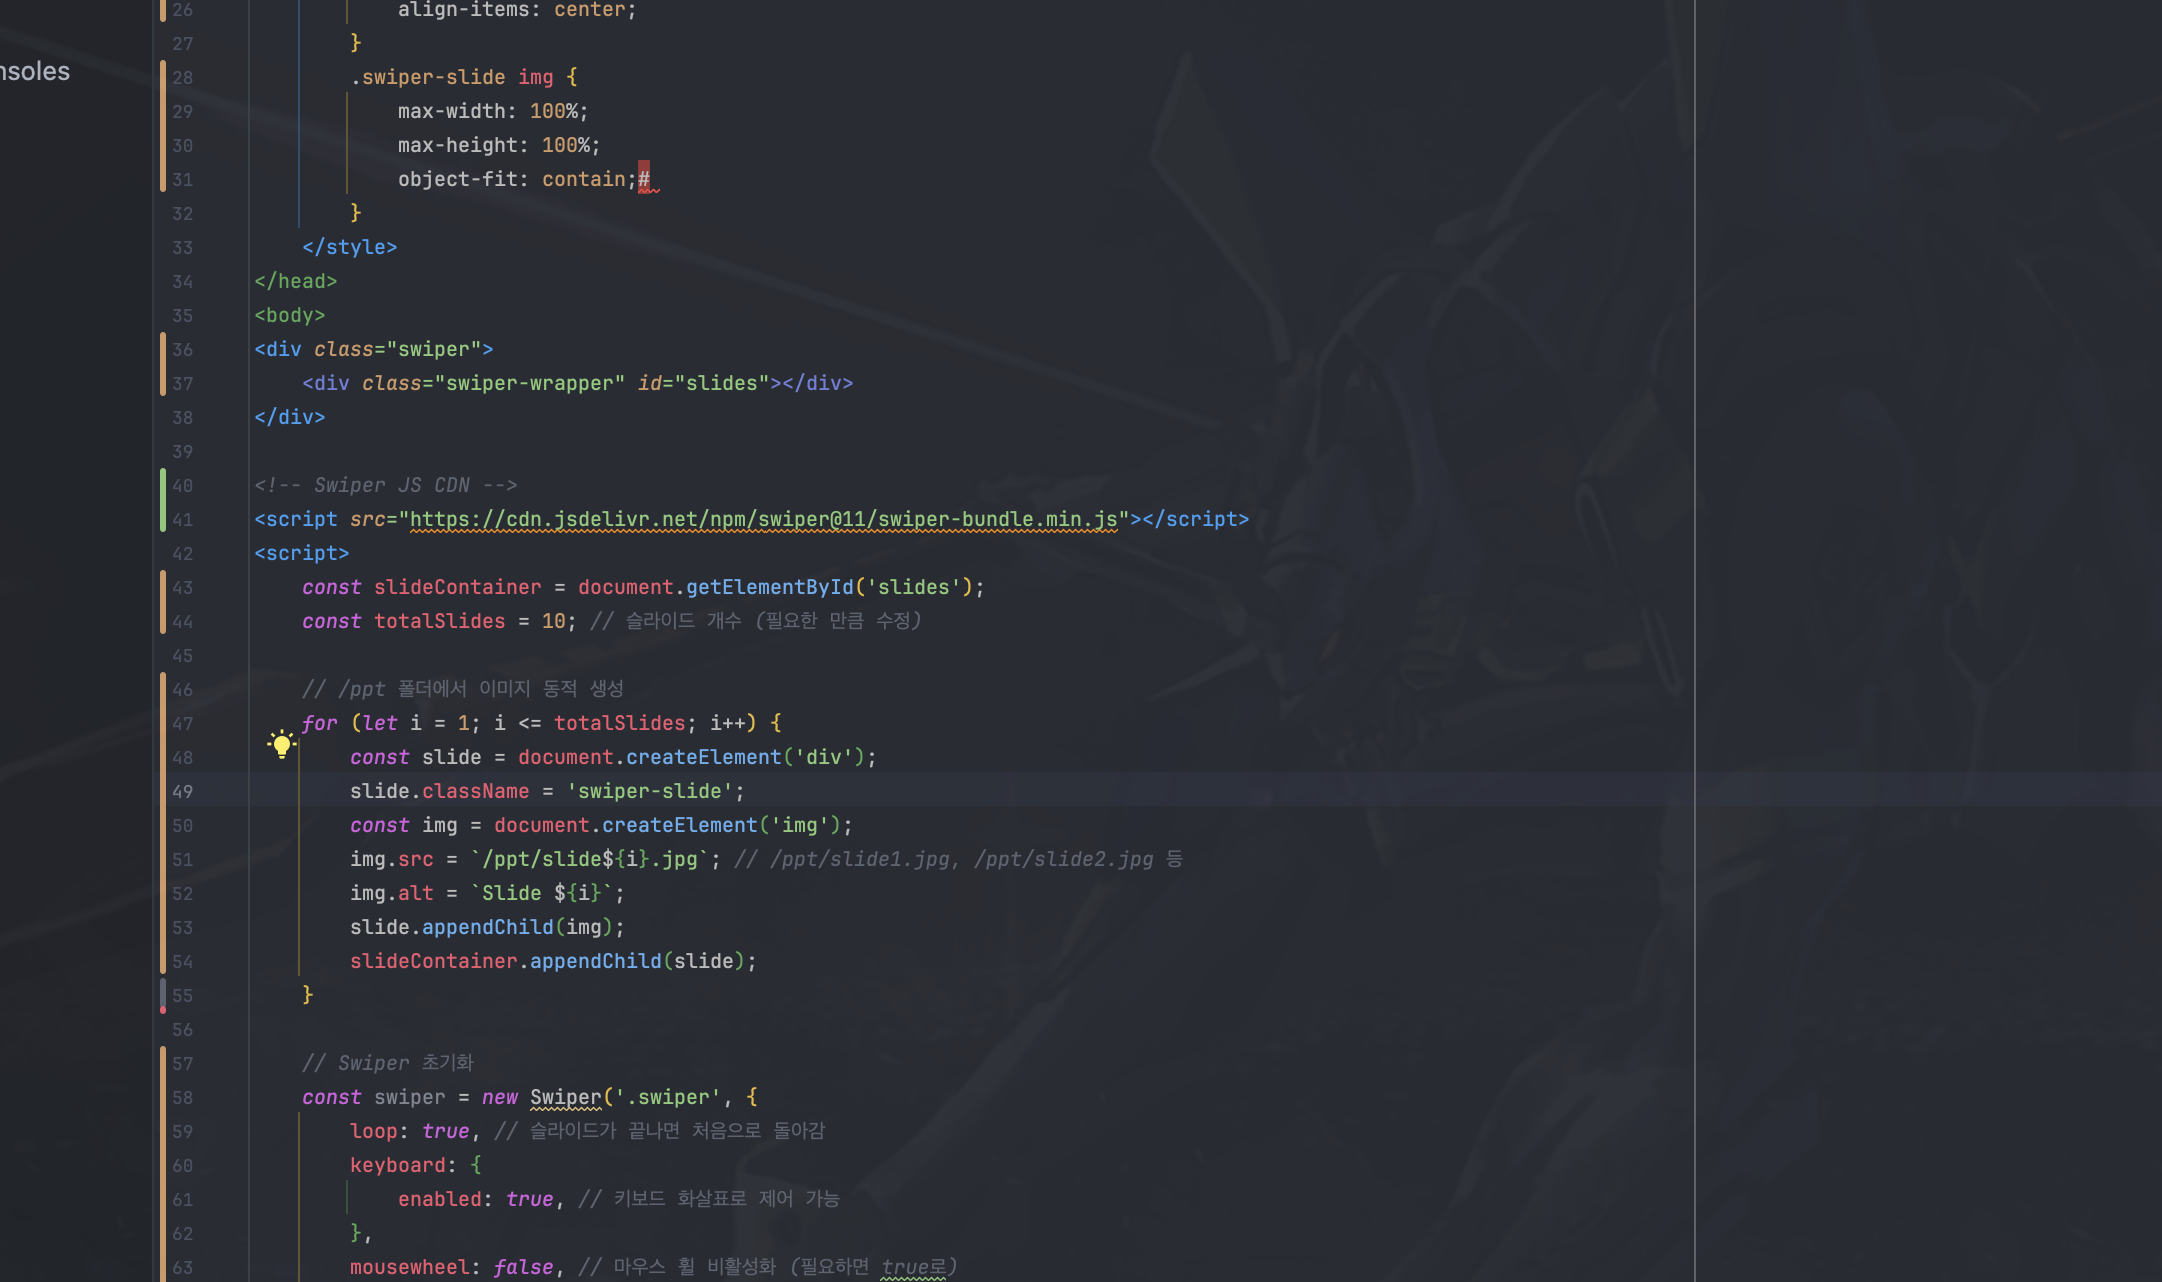 nsoles
26 align-items: center;
27 }
28 .swiper-slide img {
29 max-width: 100%;
30 max-height: 100%;
31 object-fit: contain;#
32 }
33 </style>
34 </head>
35 <body>
36 <div class="swiper">
37 <div class="swiper-wrapper" id="slides"></div>
38 </div>
39
40 <!-- Swiper JS CDN -->
41 <script src="https://cdn.jsdelivr.net/npm/swiper@11/swiper-bundle.min.js"></script>
42 <script>
43 const slideContainer = document.getElementById('slides');
44 const totalSlides = 10; // 슬라이드 개수 (필요한 만큼 수정)
45
46 // /ppt 폴더에서 이미지 동적 생성
47 for (let i = 1; i <= totalSlides; i++) {
48 const slide = document.createElement('div');
49 slide.className = 'swiper-slide';
50 const img = document.createElement('img');
51 img.src = `/ppt/slide${i}.jpg`; // /ppt/slide1.jpg, /ppt/slide2.jpg 등
52 img.alt = `Slide ${i}`;
53 slide.appendChild(img);
54 slideContainer.appendChild(slide);
55 }
56
57 // Swiper 초기화
58 const swiper = new Swiper('.swiper', {
59 loop: true, // 슬라이드가 끝나면 처음으로 돌아감
60 keyboard: {
61 enabled: true, // 키보드 화살표로 제어 가능
62 },
63 mousewheel: false, // 마우스 휠 비활성화 (필요하면 true로)